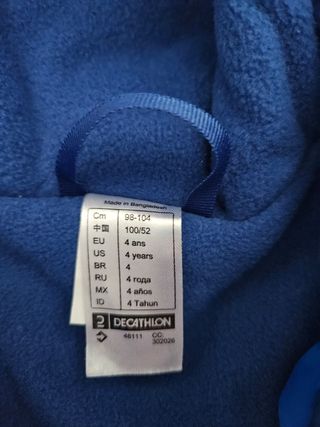 Made in Bangladesh
Cm 98-104
中国 100/52
EU 4 ans
US 4 years
BR 4
RU 4 года
MX 4 años
ID 4 Tahun
DECATHLON
46111 CC: 302026